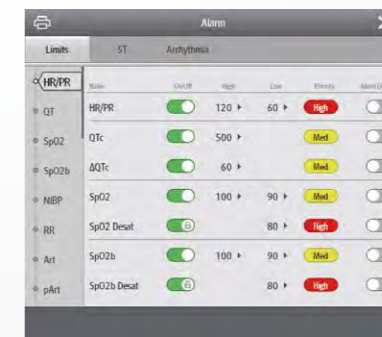 Alarm
Limits ST Arrhythmia
HR/PR
QT
SpO2
SpO2b
NIBP
RR
Art
pArt
Name On/Off High Low Priority
HR/PR 120 60 High
QTc 500 Med
ΔQTc 60 Med
SpO2 100 90 Med
SpO2 Desat 80 High
SpO2b 100 90 Med
SpO2b Desat 80 High